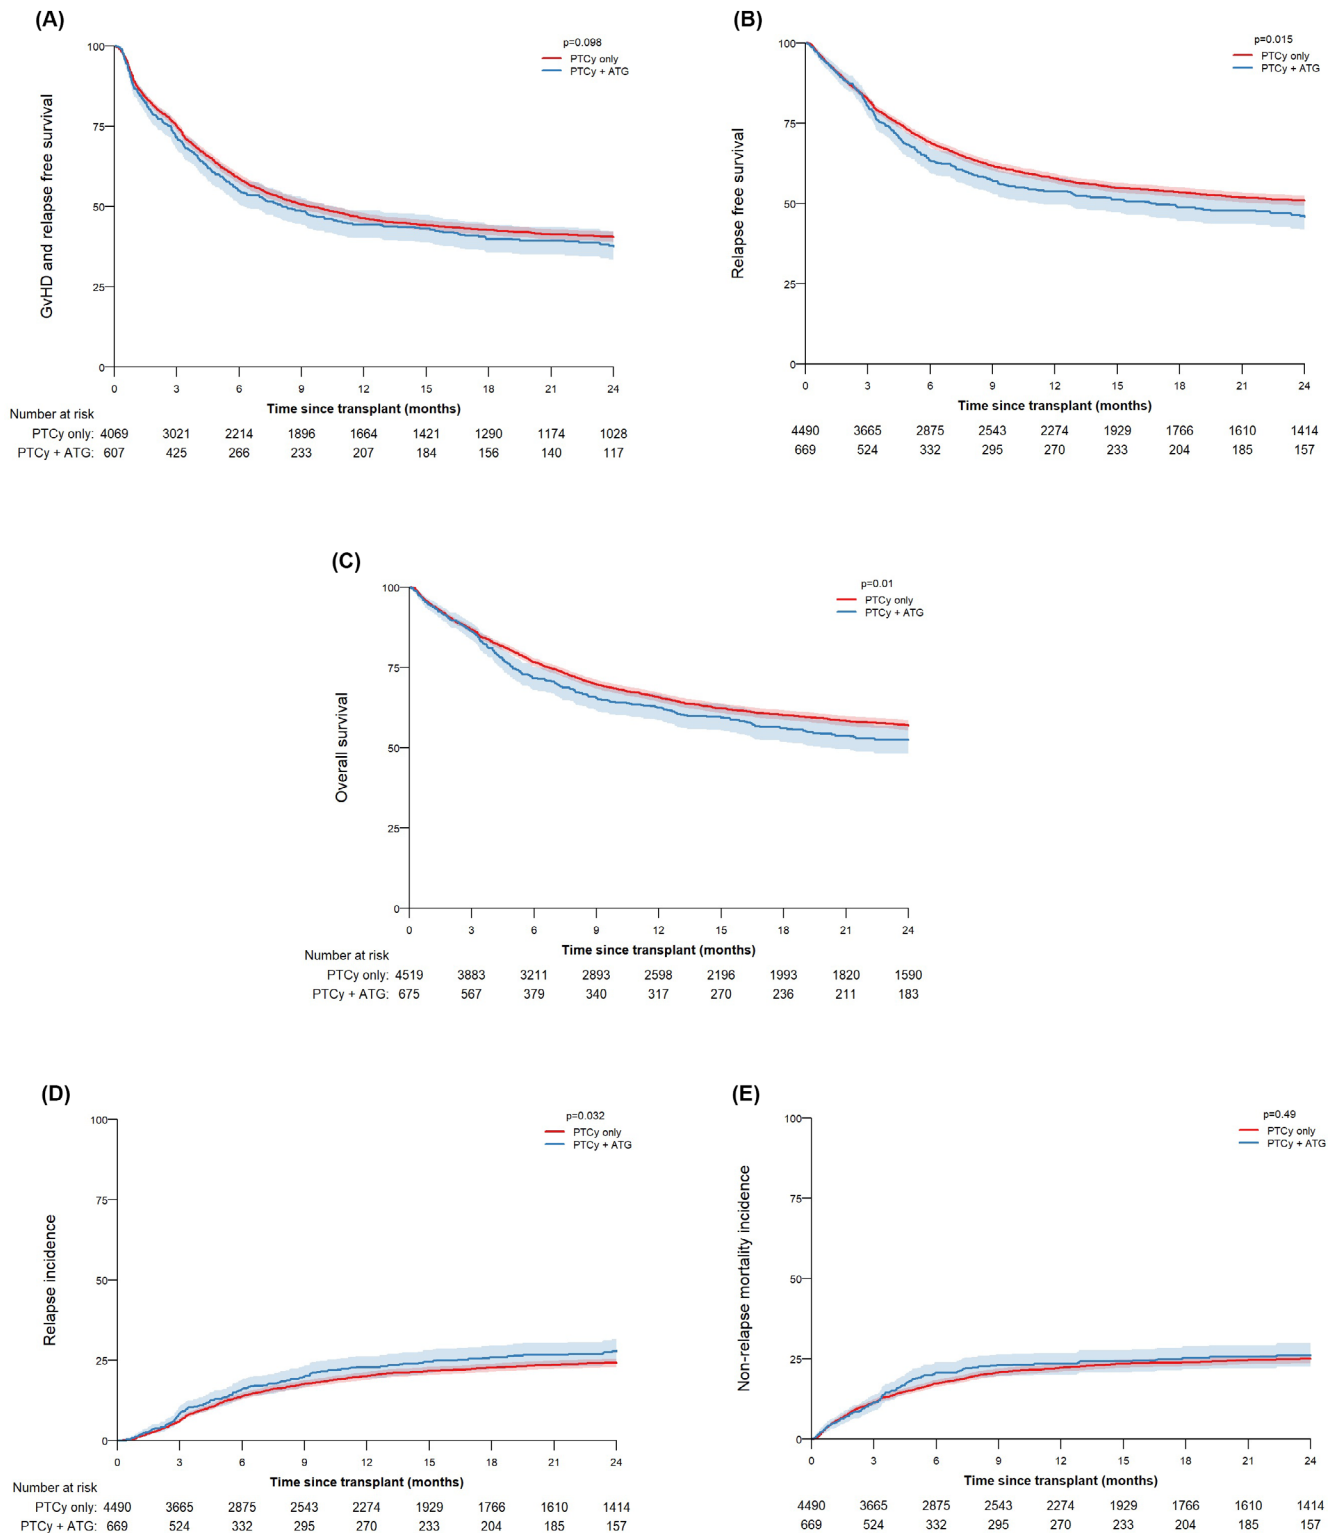 (A)
p=0.098
PTCy only
PTCy + ATG
GvHD and relapse free survival
100
75
50
25
0
0 3 6 9 12 15 18 21 24
Time since transplant (months)
Number at risk
PTCy only: 4069 3021 2214 1896 1664 1421 1290 1174 1028
PTCy + ATG: 607 425 266 233 207 184 156 140 117
(B)
p=0.015
PTCy only
PTCy + ATG
Relapse free survival
100
75
50
25
0
0 3 6 9 12 15 18 21 24
Time since transplant (months)
4490 3665 2875 2543 2274 1929 1766 1610 1414
669 524 332 295 270 233 204 185 157
(C)
p=0.01
PTCy only
PTCy + ATG
Overall survival
100
75
50
25
0
0 3 6 9 12 15 18 21 24
Time since transplant (months)
Number at risk
PTCy only: 4519 3883 3211 2893 2598 2196 1993 1820 1590
PTCy + ATG: 675 567 379 340 317 270 236 211 183
(D)
p=0.032
PTCy only
PTCy + ATG
Relapse incidence
100
75
50
25
0
0 3 6 9 12 15 18 21 24
Time since transplant (months)
Number at risk
PTCy only: 4490 3665 2875 2543 2274 1929 1766 1610 1414
PTCy + ATG: 669 524 332 295 270 233 204 185 157
(E)
p=0.49
PTCy only
PTCy + ATG
Non-relapse mortality incidence
100
75
50
25
0
0 3 6 9 12 15 18 21 24
Time since transplant (months)
4490 3665 2875 2543 2274 1929 1766 1610 1414
669 524 332 295 270 233 204 185 157